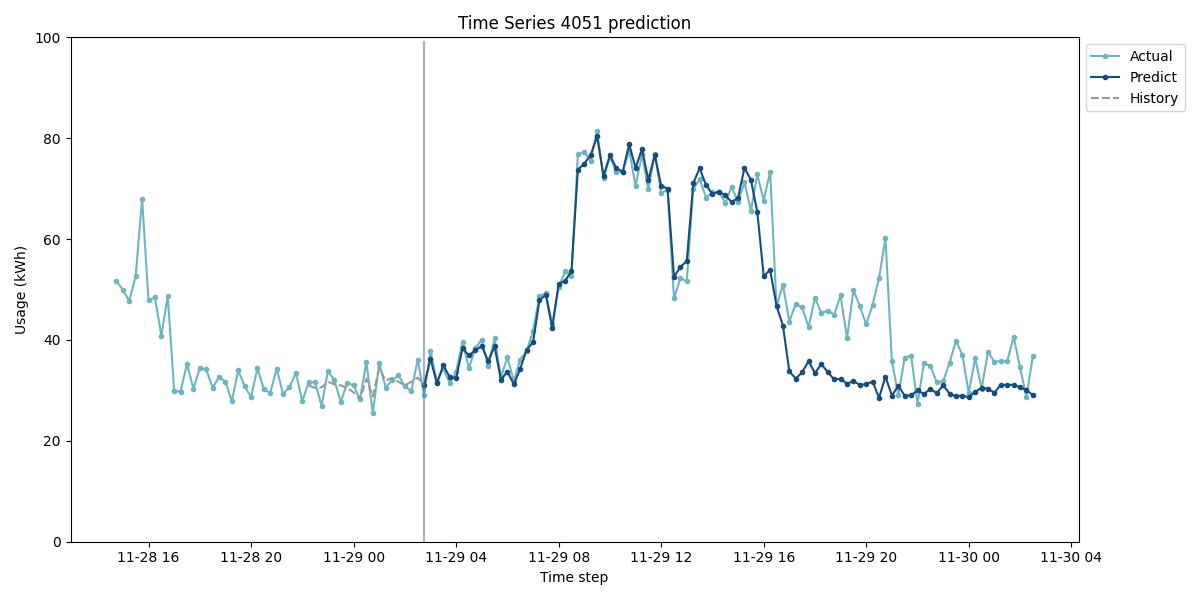 Time Series 4051 prediction
100
80
60
40
20
0
Usage (kWh)
11-28 16
11-28 20
11-29 00
11-29 04
11-29 08
11-29 12
11-29 16
11-29 20
11-30 00
11-30 04
Time step
Actual
Predict
History